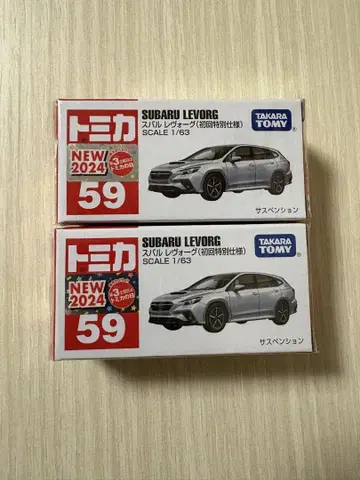 トミカ
NEW
2024
59
SUBARU LEVORG
スバル レヴォーグ(初回特別仕様)
SCALE 1/63
TAKARA
TOMY
サスペンション
トミカ
NEW
2024
59
SUBARU LEVORG
スバル レヴォーグ(初回特別仕様)
SCALE 1/63
TAKARA
TOMY
サスペンション